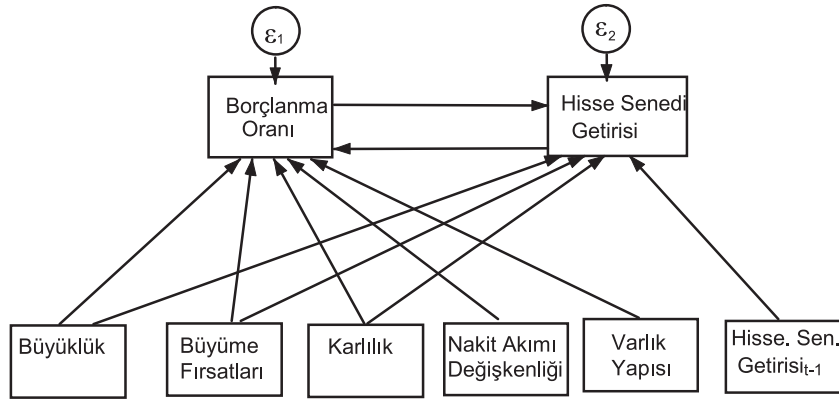 ε1
ε2
Borçlanma
Oranı
Hisse Senedi
Getirisi
Büyüklük
Büyüme
Fırsatları
Karlılık
Nakit Akımı
Değişkenliği
Varlık
Yapısı
Hisse. Sen.
Getirisit-1